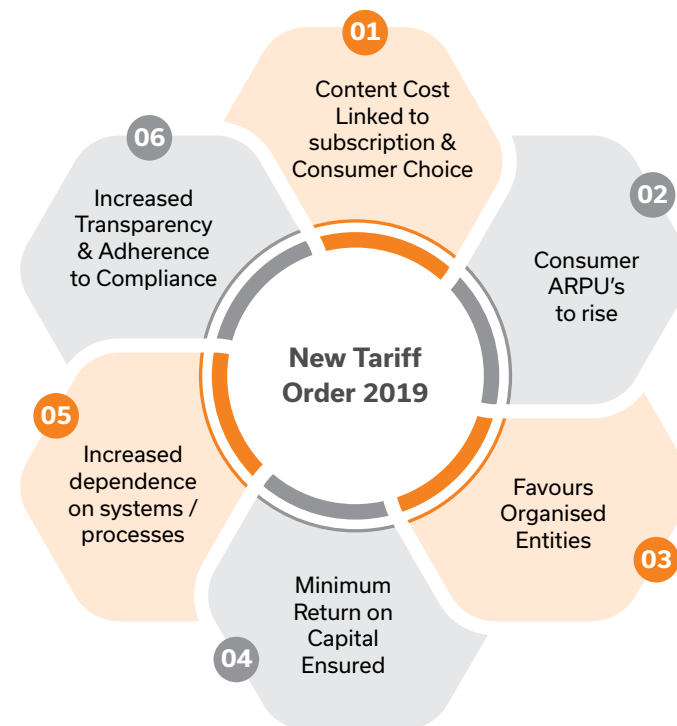 01
Content Cost
Linked to
subscription &
Consumer Choice
02
Consumer
ARPU's
to rise
03
Favours
Organised
Entities
04
Minimum
Return on
Capital
Ensured
05
Increased
dependence
on systems /
processes
06
Increased
Transparency
& Adherence
to Compliance
New Tariff
Order 2019